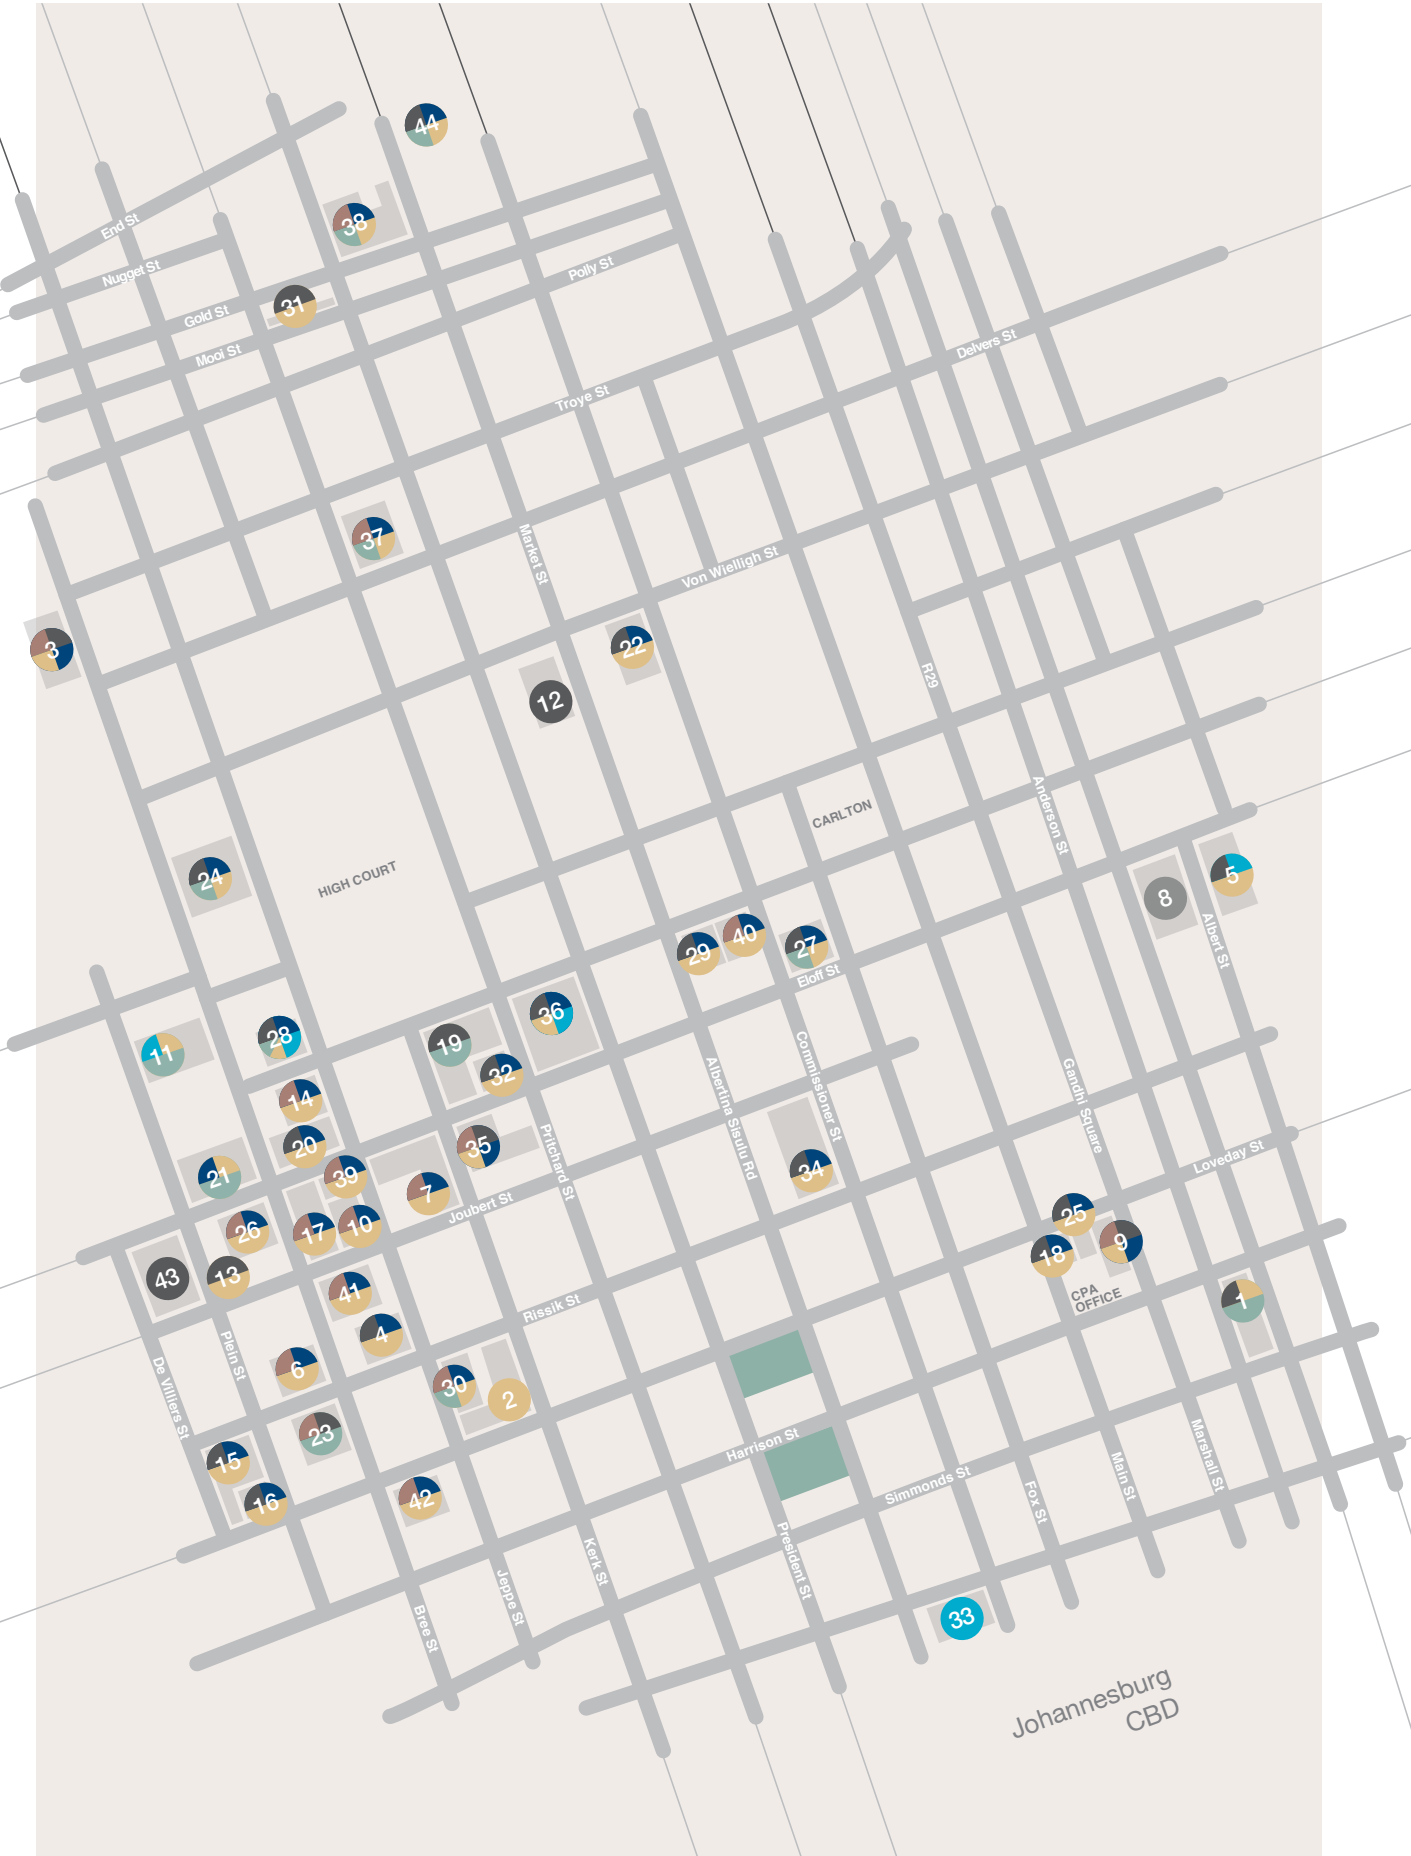 44
End St
38
Nugget St
Polly St
31
Gold St
Mooi St
Delvers St
Troye St
37
Market St
Von Wielligh St
3
22
R29
12
CARLTON
Anderson St
HIGH COURT
24
5
8
40
29
27
Albert St
Eloff St
36
28
19
11
32
14
Commissioner St
Albertina Sisulu Rd
Gandhi Square
20
35
Pritchard St
Loveday St
34
21
39
7
Joubert St
25
10
26
17
9
18
43
13
41
CPA
OFFICE
1
Rissik St
4
Plein St
6
De Villiers St
30
2
23
Harrison St
15
Marshall St
Main St
Simmonds St
42
16
Fox St
President St
Kerk St
Jeppe St
Bree St
33
Johannesburg
CBD